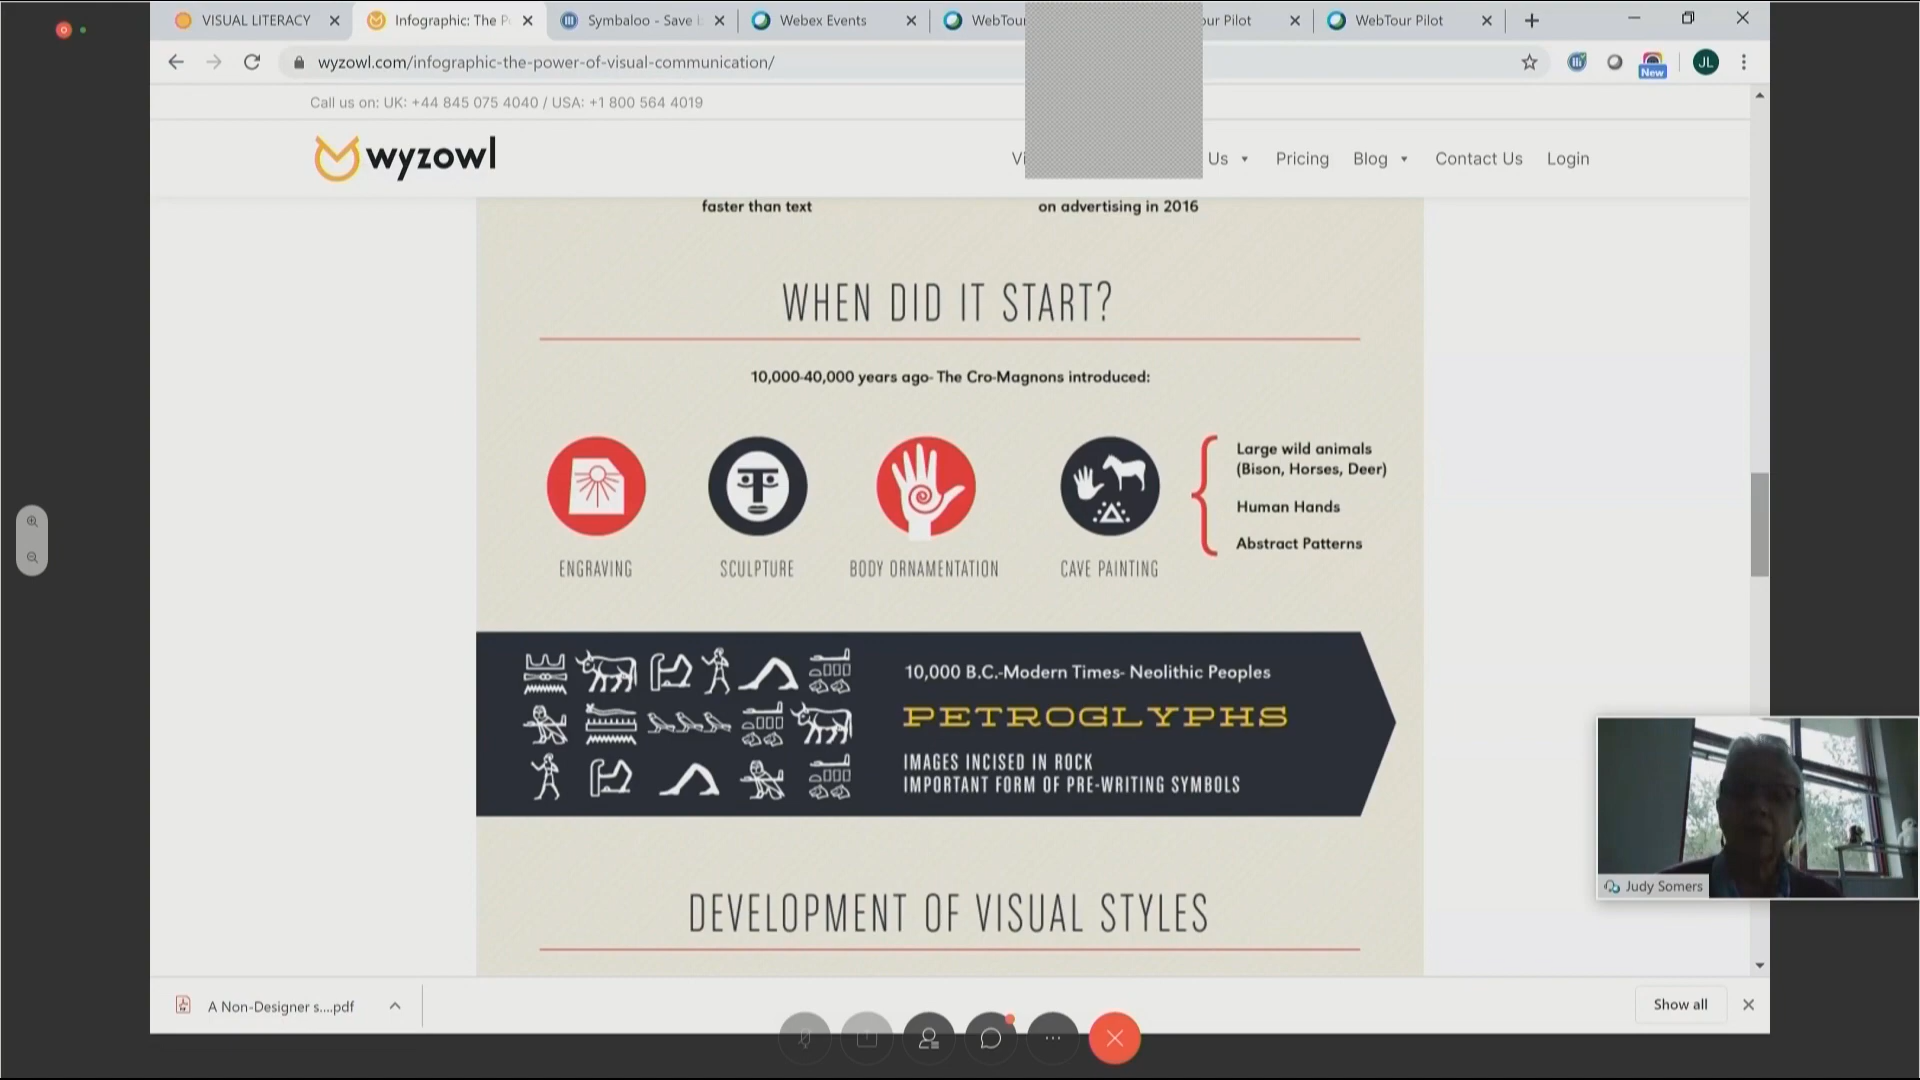 VISUAL LITERACY
Infographic: The P
Symbaloo - Save
Webex Events
WebTour
our Pilot
WebTour Pilot
wyzowl.com/infographic-the-power-of-visual-communication/
New
JL
Call us on: UK: +44 845 075 4040 / USA: +1 800 564 4019
wyzowl
Vi
Us
Pricing
Blog
Contact Us
Login
faster than text
on advertising in 2016
WHEN DID IT START?
10,000-40,000 years ago- The Cro-Magnons introduced:
Large wild animals
(Bison, Horses, Deer)
Human Hands
Abstract Patterns
ENGRAVING
SCULPTURE
BODY ORNAMENTATION
CAVE PAINTING
10,000 B.C.-Modern Times- Neolithic Peoples
PETROGLYPHS
IMAGES INCISED IN ROCK
IMPORTANT FORM OF PRE-WRITING SYMBOLS
Judy Somers
DEVELOPMENT OF VISUAL STYLES
A Non-Designer s....pdf
Show all